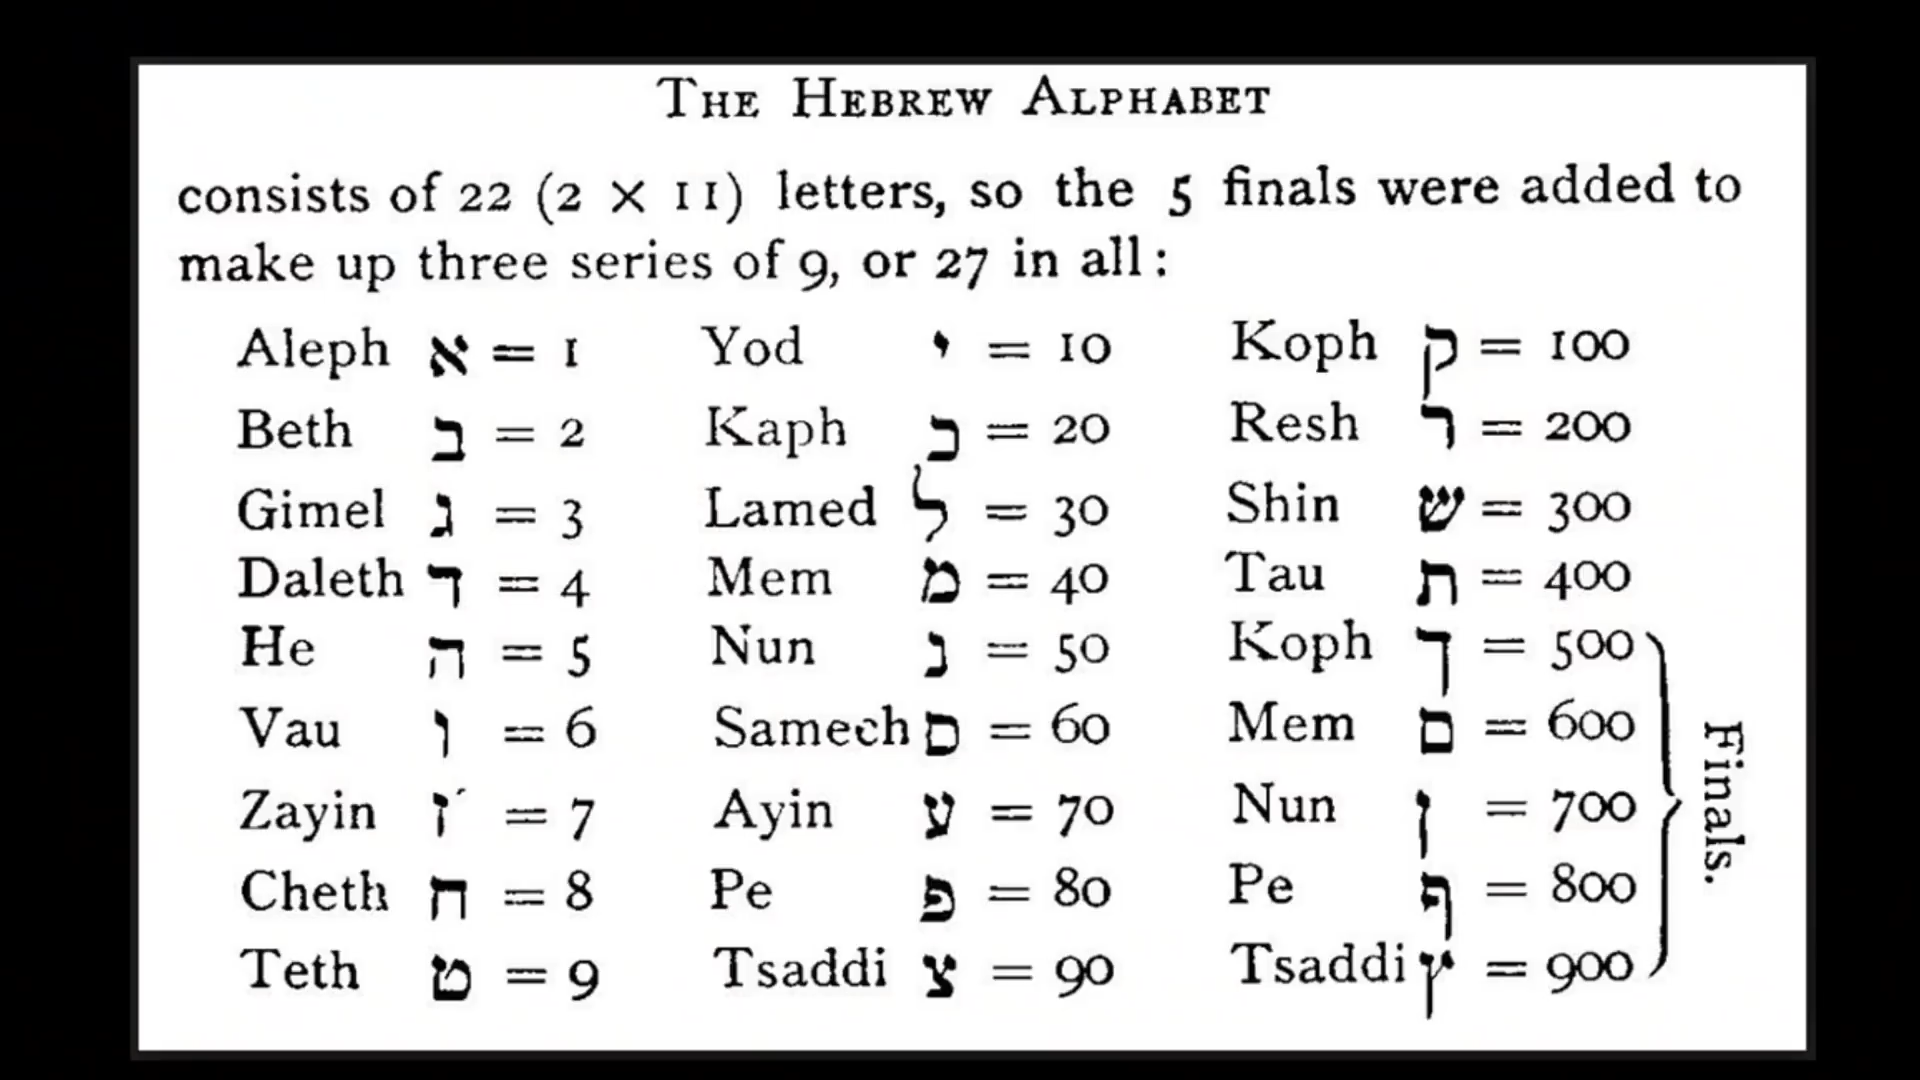 THE HEBREW ALPHABET
consists of 22 (2 × 11) letters, so the 5 finals were added to
make up three series of 9, or 27 in all:
Aleph א = 1 Yod י = 10 Koph ק = 100
Beth ב = 2 Kaph כ = 20 Resh ר = 200
Gimel ג = 3 Lamed ל = 30 Shin ש = 300
Daleth ד = 4 Mem מ = 40 Tau ת = 400
He ה = 5 Nun נ = 50 Koph ך = 500
Vau ו = 6 Samech ם = 60 Mem ם = 600
Zayin ז = 7 Ayin ע = 70 Nun ן = 700
Cheth ח = 8 Pe פ = 80 Pe ף = 800
Teth ט = 9 Tsaddi צ = 90 Tsaddi ץ = 900
Finals.